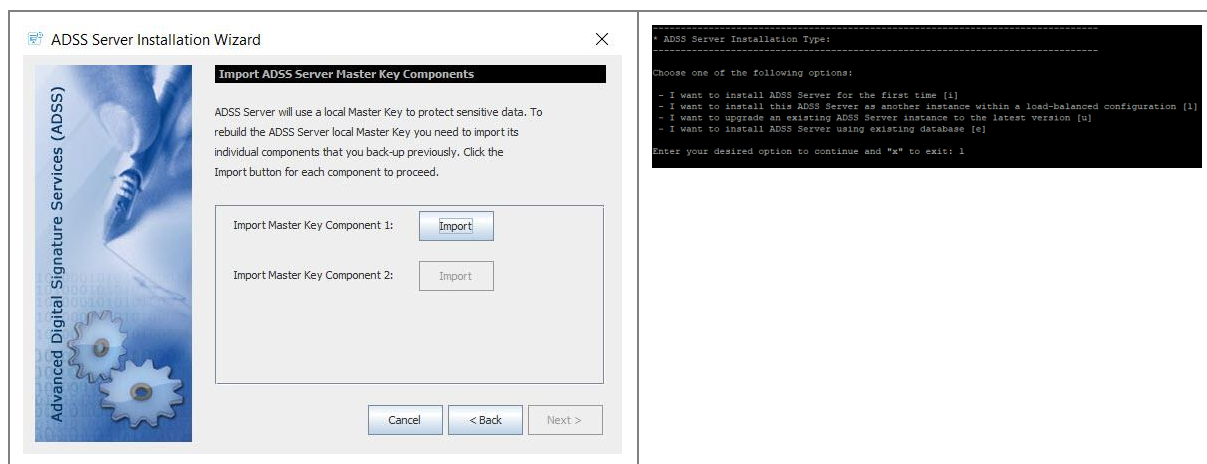 ADSS Server Installation Wizard
Advanced Digital Signature Services (ADSS)
Import ADSS Server Master Key Components
ADSS Server will use a local Master Key to protect sensitive data. To
rebuild the ADSS Server local Master Key you need to import its
individual components that you back-up previously. Click the
Import button for each component to proceed.
Import Master Key Component 1:
Import
Import Master Key Component 2:
Import
Cancel
< Back
Next >
* ADSS Server Installation Type:
Choose one of the following options:
- I want to install ADSS Server for the first time [i]
- I want to install this ADSS Server as another instance within a load-balanced configuration [l]
- I want to upgrade an existing ADSS Server instance to the latest version [u]
- I want to install ADSS Server using existing database [e]
Enter your desired option to continue and "x" to exit: l